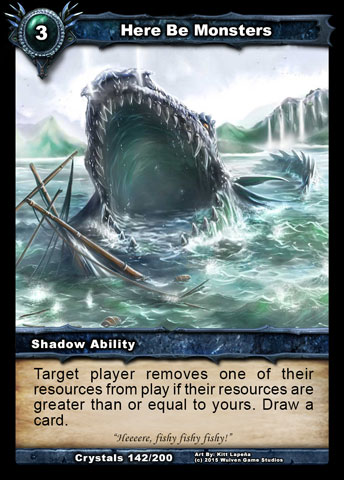 3
Here Be Monsters
Shadow Ability
Target player removes one of their
resources from play if their resources are
greater than or equal to yours. Draw a
card.
"Heeeere, fishy fishy fishy!"
Crystals 142/200
Art By: Kitt Lapeña
(c) 2015 Wulven Game Studios